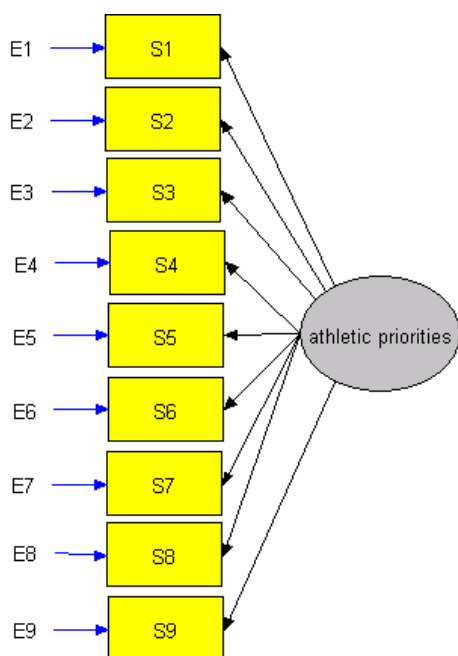 E1 S1
E2 S2
E3 S3
E4 S4
athletic priorities
E5 S5
E6 S6
E7 S7
E8 S8
E9 S9